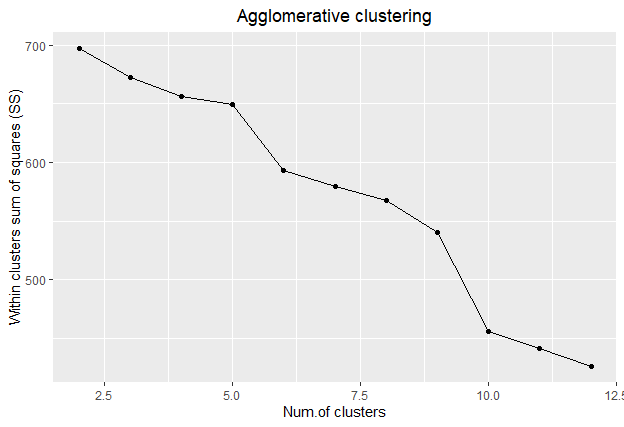 Agglomerative clustering
Within clusters sum of squares (SS)
700
600
500
2.5 5.0 7.5 10.0 12.5
Num.of clusters